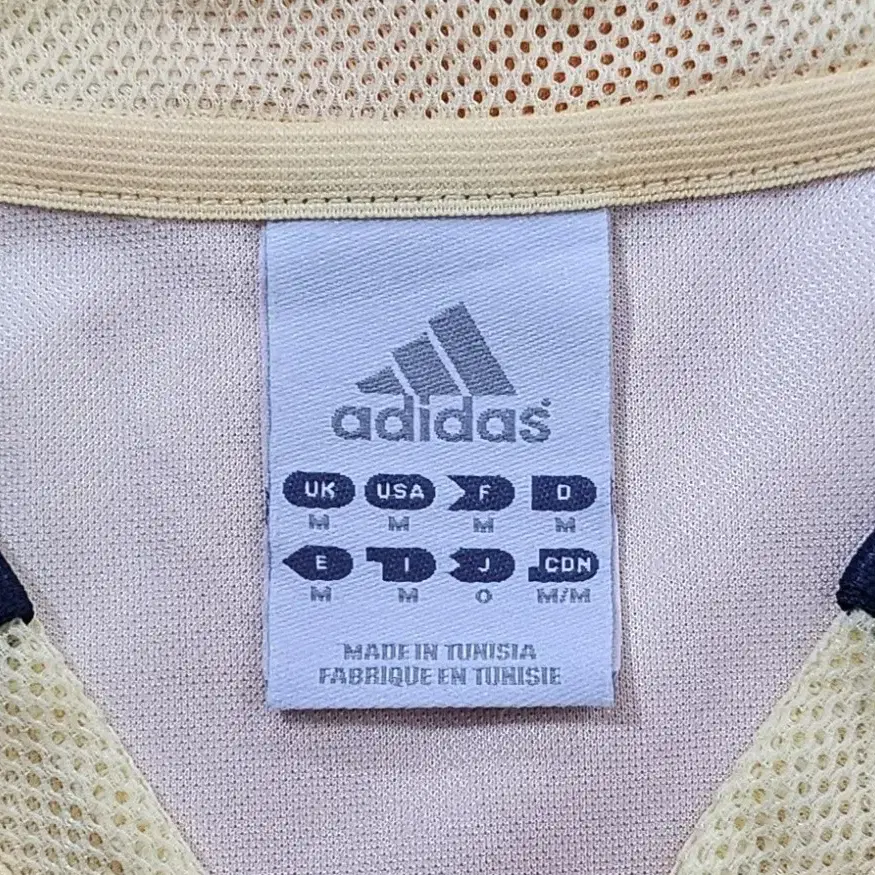 adidas
UK USA F D
M M M M
E I J CDN
M M O M/M
MADE IN TUNISIA
FABRIQUE EN TUNISIE